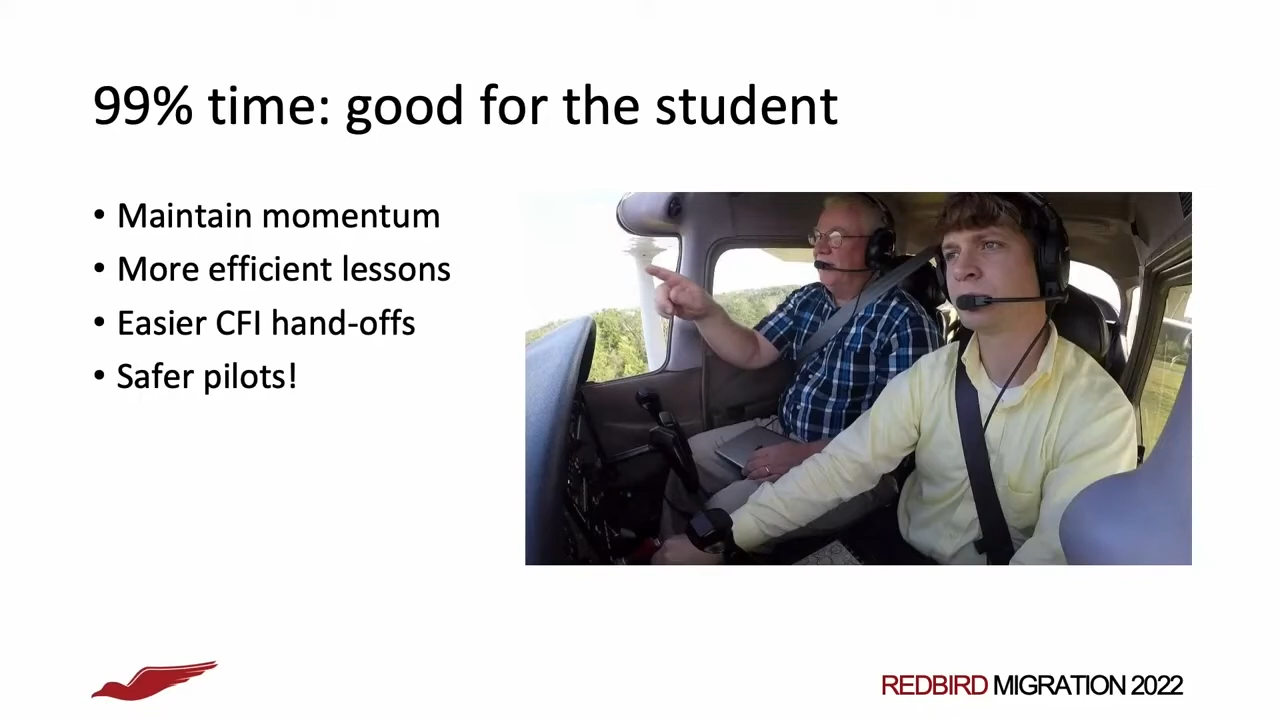 99% time: good for the student
• Maintain momentum
• More efficient lessons
• Easier CFI hand-offs
• Safer pilots!
REDBIRD MIGRATION 2022